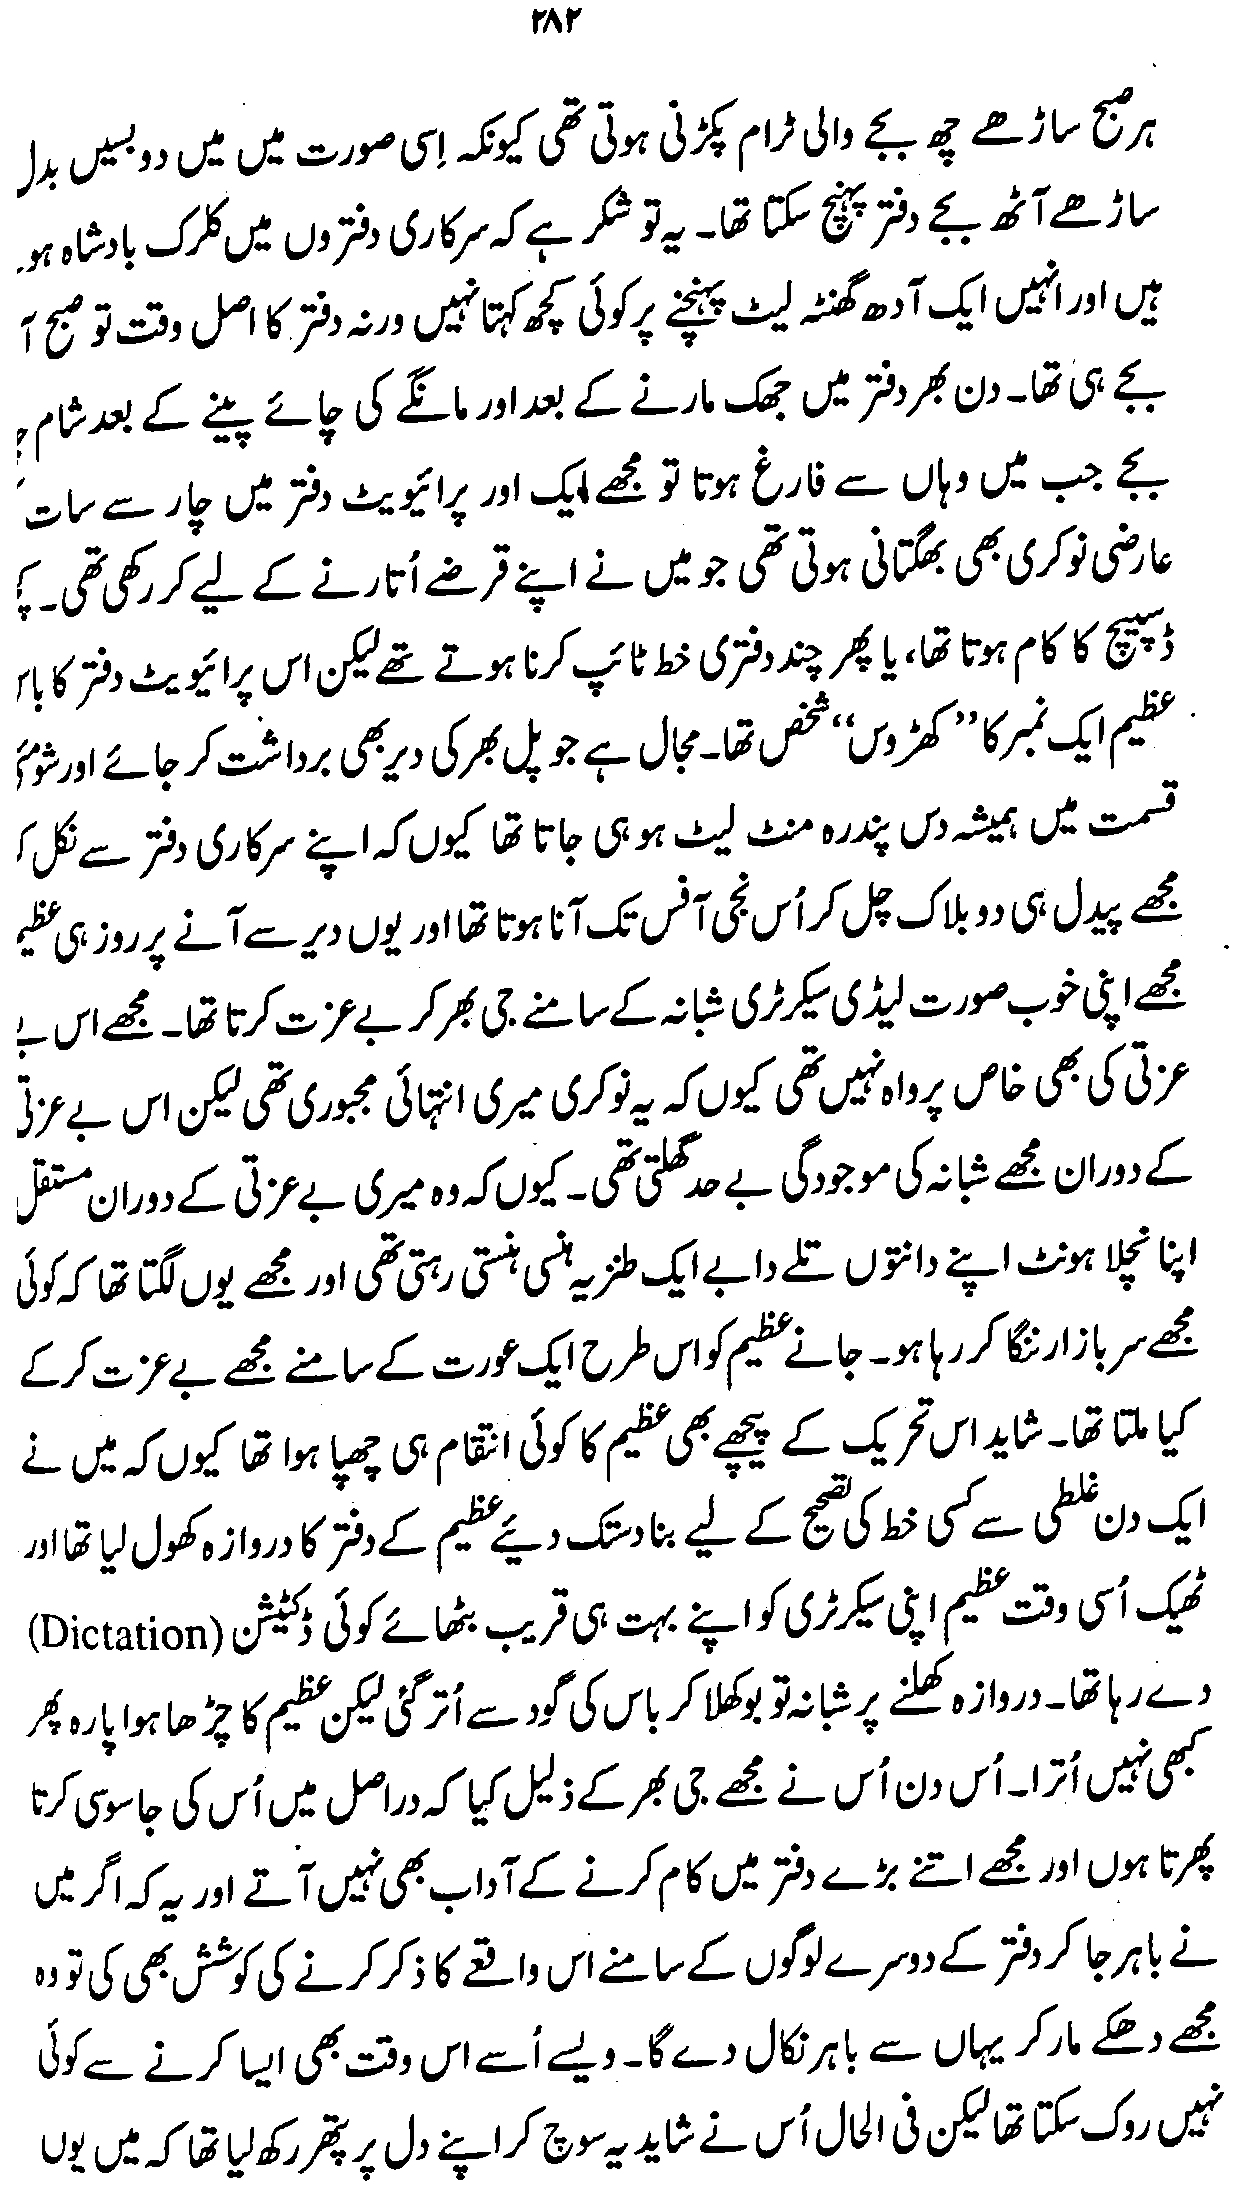 ۲۸۲
ہر صبح ساڑھے چھ بجے والی ٹرام پکڑنی ہوتی تھی کیونکہ اِسی صورت میں میں دو بسیں بدل
ساڑھے آٹھ بجے دفتر پہنچ سکتا تھا۔ یہ تو شکر ہے کہ سرکاری دفتروں میں کلرک بادشاہ ہو
ہیں اور انہیں ایک آدھ گھنٹہ لیٹ پہنچنے پر کوئی کچھ کہتا نہیں ورنہ دفتر کا اصل وقت تو صبح آ
بجے ہی تھا۔ دن بھر دفتر میں جھک مارنے کے بعد اور مانگے کی چائے پینے کے بعد شام
بجے جب میں وہاں سے فارغ ہوتا تو مجھے ایک اور پرائیویٹ دفتر میں چار سے سات
عارضی نوکری بھی بھگتانی ہوتی تھی جو میں نے اپنے قرضے اُتارنے کے لیے کر رکھی تھی۔
ڈسپیچ کا کام ہوتا تھا، یا پھر چند دفتری خط ٹائپ کرنا ہوتے تھے لیکن اس پرائیویٹ دفتر کا با
عظیم ایک نمبر کا ”کھڑوس“ شخص تھا۔ مجال ہے جو پل بھر کی دیر بھی برداشت کر جائے اور شومئ
قسمت میں ہمیشہ دس پندرہ منٹ لیٹ ہو ہی جاتا تھا کیوں کہ اپنے سرکاری دفتر سے نکل
مجھے پیدل ہی دو بلاک چل کر اُس نجی آفس تک آنا ہوتا تھا اور یوں دیر سے آنے پر روز ہی عظیم
مجھے اپنی خوب صورت لیڈی سیکرٹری شبانہ کے سامنے جی بھر کر بے عزت کرتا تھا۔ مجھے اس بے
عزتی کی بھی خاص پرواہ نہیں تھی کیوں کہ یہ نوکری میری انتہائی مجبوری تھی لیکن اس بے عزتی
کے دوران مجھے شبانہ کی موجودگی بے حد کھلتی تھی۔ کیوں کہ وہ میری بے عزتی کے دوران مستقل
اپنا نچلا ہونٹ اپنے دانتوں تلے دابے ایک طنزیہ ہنسی ہنستی رہتی تھی اور مجھے یوں لگتا تھا کہ کوئی
مجھے سر بازار ننگا کر رہا ہو۔ جانے عظیم کو اس طرح ایک عورت کے سامنے مجھے بے عزت کر کے
کیا ملتا تھا۔ شاید اس تحریک کے پیچھے بھی عظیم کا کوئی انتقام ہی چھپا ہوا تھا کیوں کہ میں نے
ایک دن غلطی سے کسی خط کی تصحیح کے لیے بنا دستک دیئے عظیم کے دفتر کا دروازہ کھول لیا تھا اور
ٹھیک اُسی وقت عظیم اپنی سیکرٹری کو اپنے بہت ہی قریب بٹھائے کوئی ڈکٹیشن (Dictation)
دے رہا تھا۔ دروازہ کھلنے پر شبانہ تو بوکھلا کر باس کی گود سے اُتر گئی لیکن عظیم کا چڑھا ہوا پارہ پھر
کبھی نہیں اُترا۔ اُس دن اُس نے مجھے جی بھر کے ذلیل کیا کہ دراصل میں اُس کی جاسوسی کرتا
پھرتا ہوں اور مجھے اتنے بڑے دفتر میں کام کرنے کے آداب بھی نہیں آتے اور یہ کہ اگر میں
نے باہر جا کر دفتر کے دوسرے لوگوں کے سامنے اس واقعے کا ذکر کرنے کی کوشش بھی کی تو وہ
مجھے دھکے مار کر یہاں سے باہر نکال دے گا۔ ویسے اُسے اس وقت بھی ایسا کرنے سے کوئی
نہیں روک سکتا تھا لیکن فی الحال اُس نے شاید یہ سوچ کر اپنے دل پر پتھر رکھ لیا تھا کہ میں یوں